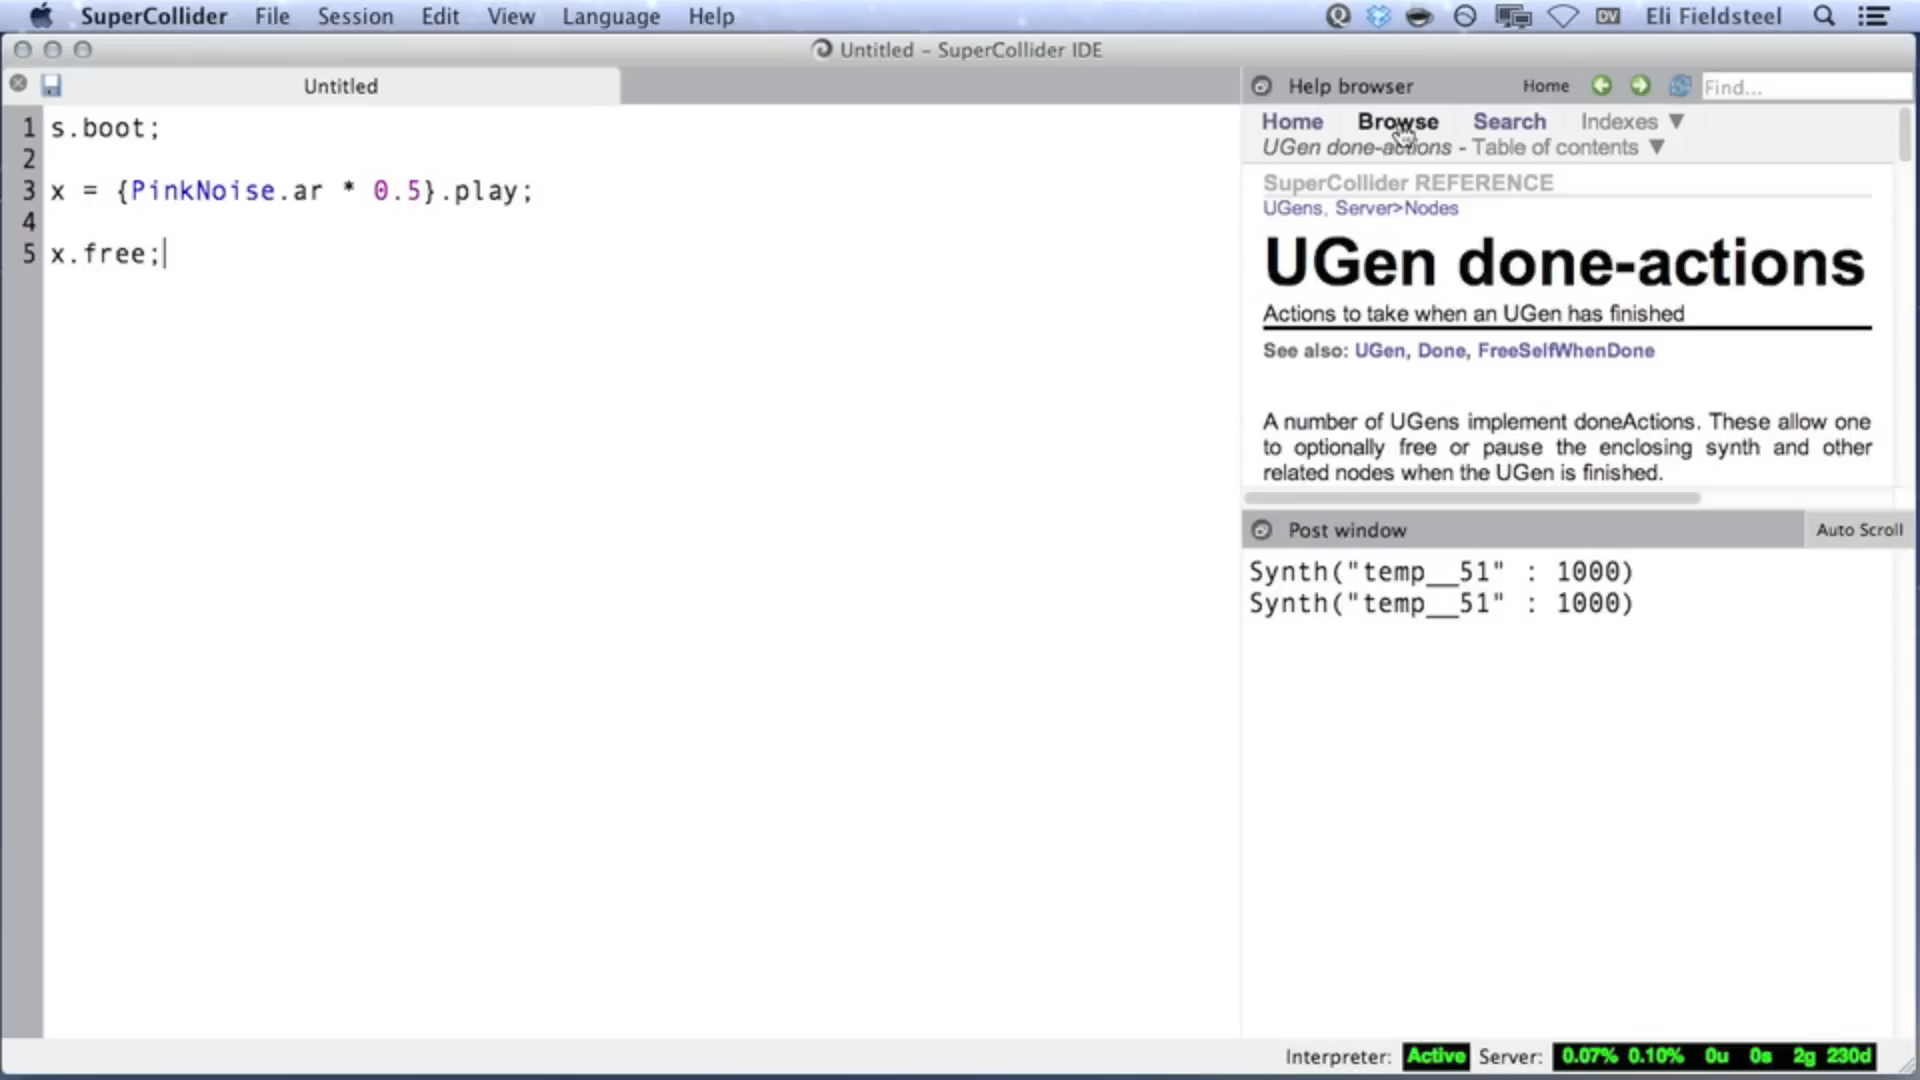 SuperCollider File Session Edit View Language Help DV Eli Fieldsteel
Untitled – SuperCollider IDE
Untitled
Help browser Home Find...
1 s.boot;
2
3 x = {PinkNoise.ar * 0.5}.play;
4
5 x.free;
Home Browse Search Indexes ▼
UGen done-actions - Table of contents ▼
SuperCollider REFERENCE
UGens, Server>Nodes
UGen done-actions
Actions to take when an UGen has finished
See also: UGen, Done, FreeSelfWhenDone
A number of UGens implement doneActions. These allow one
to optionally free or pause the enclosing synth and other
related nodes when the UGen is finished.
Post window Auto Scroll
Synth("temp__51" : 1000)
Synth("temp__51" : 1000)
Interpreter: Active Server: 0.07% 0.10% 0u 0s 2g 230d